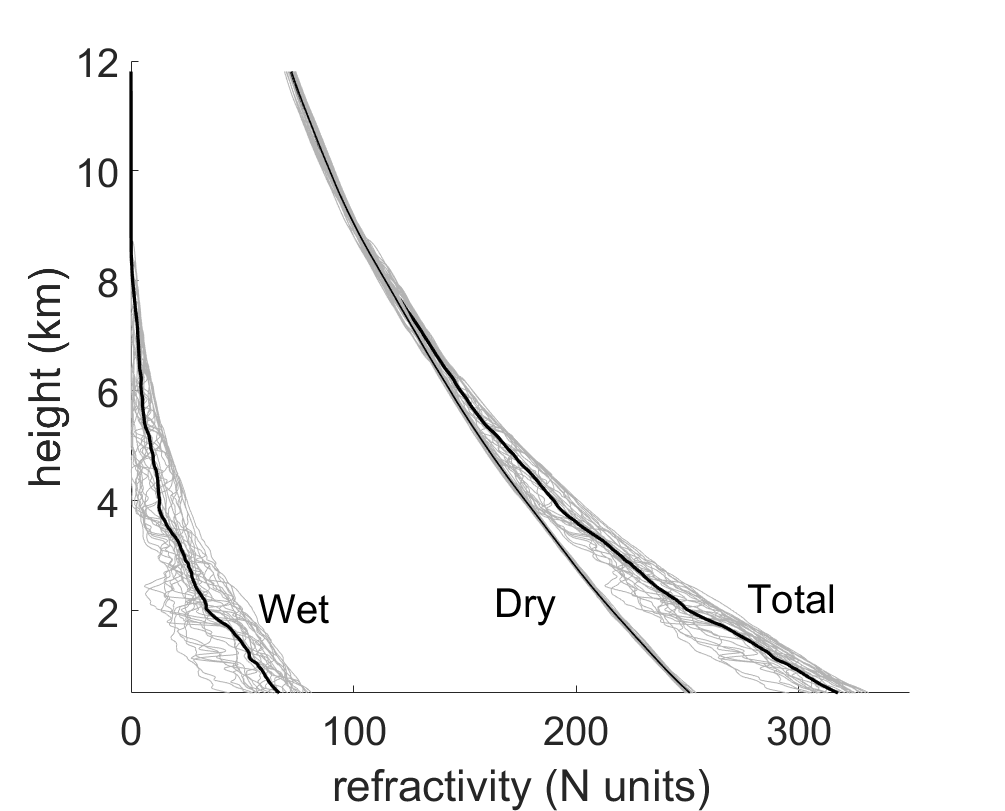 12
10
8
6
4
2
height (km)
Wet
Dry
Total
0
100
200
300
refractivity (N units)